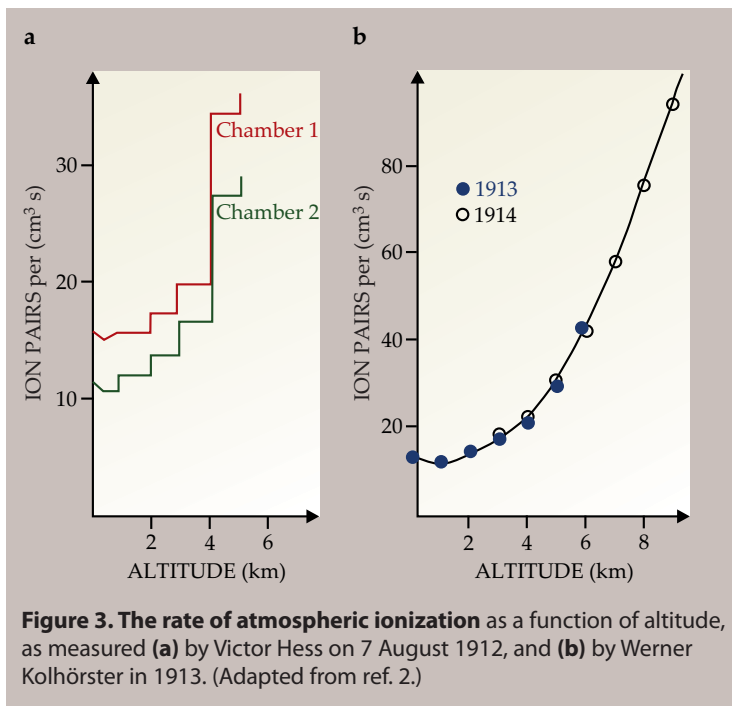 a
ION PAIRS per (cm³ s)
30
20
10
Chamber 1
Chamber 2
2 4 6
ALTITUDE (km)
b
ION PAIRS per (cm³ s)
80
60
40
20
1913
1914
2 4 6 8
ALTITUDE (km)
Figure 3. The rate of atmospheric ionization as a function of altitude,
as measured (a) by Victor Hess on 7 August 1912, and (b) by Werner
Kolhörster in 1913. (Adapted from ref. 2.)